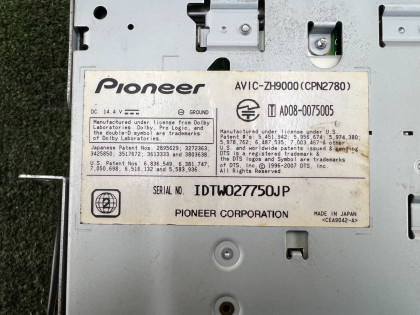 Pioneer
AVIC-ZH9000(CPN2780)
DC 14.4 V GROUND
AD08-0075005
Manufactured under license from Dolby
Laboratories. Dolby, Pro Logic, and
the double-D symbol are trademarks
of Dolby Laboratories.
Japanese Patent Nos. 2895629; 3272363,
3425850, 3517672, 3613333 and 3803638.
U.S. Patent Nos. 6,836,549; 6,381,747;
7,050,698; 6,516,132 and 5,583,936
Manufactured under license under U.S.
Patent #'s: 5,451,942; 5,956,674; 5,974,380;
5,978,762; 6,487,535; 7,003,467 & other
U.S. and worldwide patents issued & pending.
DTS is a registered trademark & the
DTS logos and Symbol are trademarks
of DTS, Inc.
© 1996-2007 DTS, Inc.
All Rights Reserved.
2
SERIAL NO. IDTW027750JP
PIONEER CORPORATION
MADE IN JAPAN
<CEA9042-A>